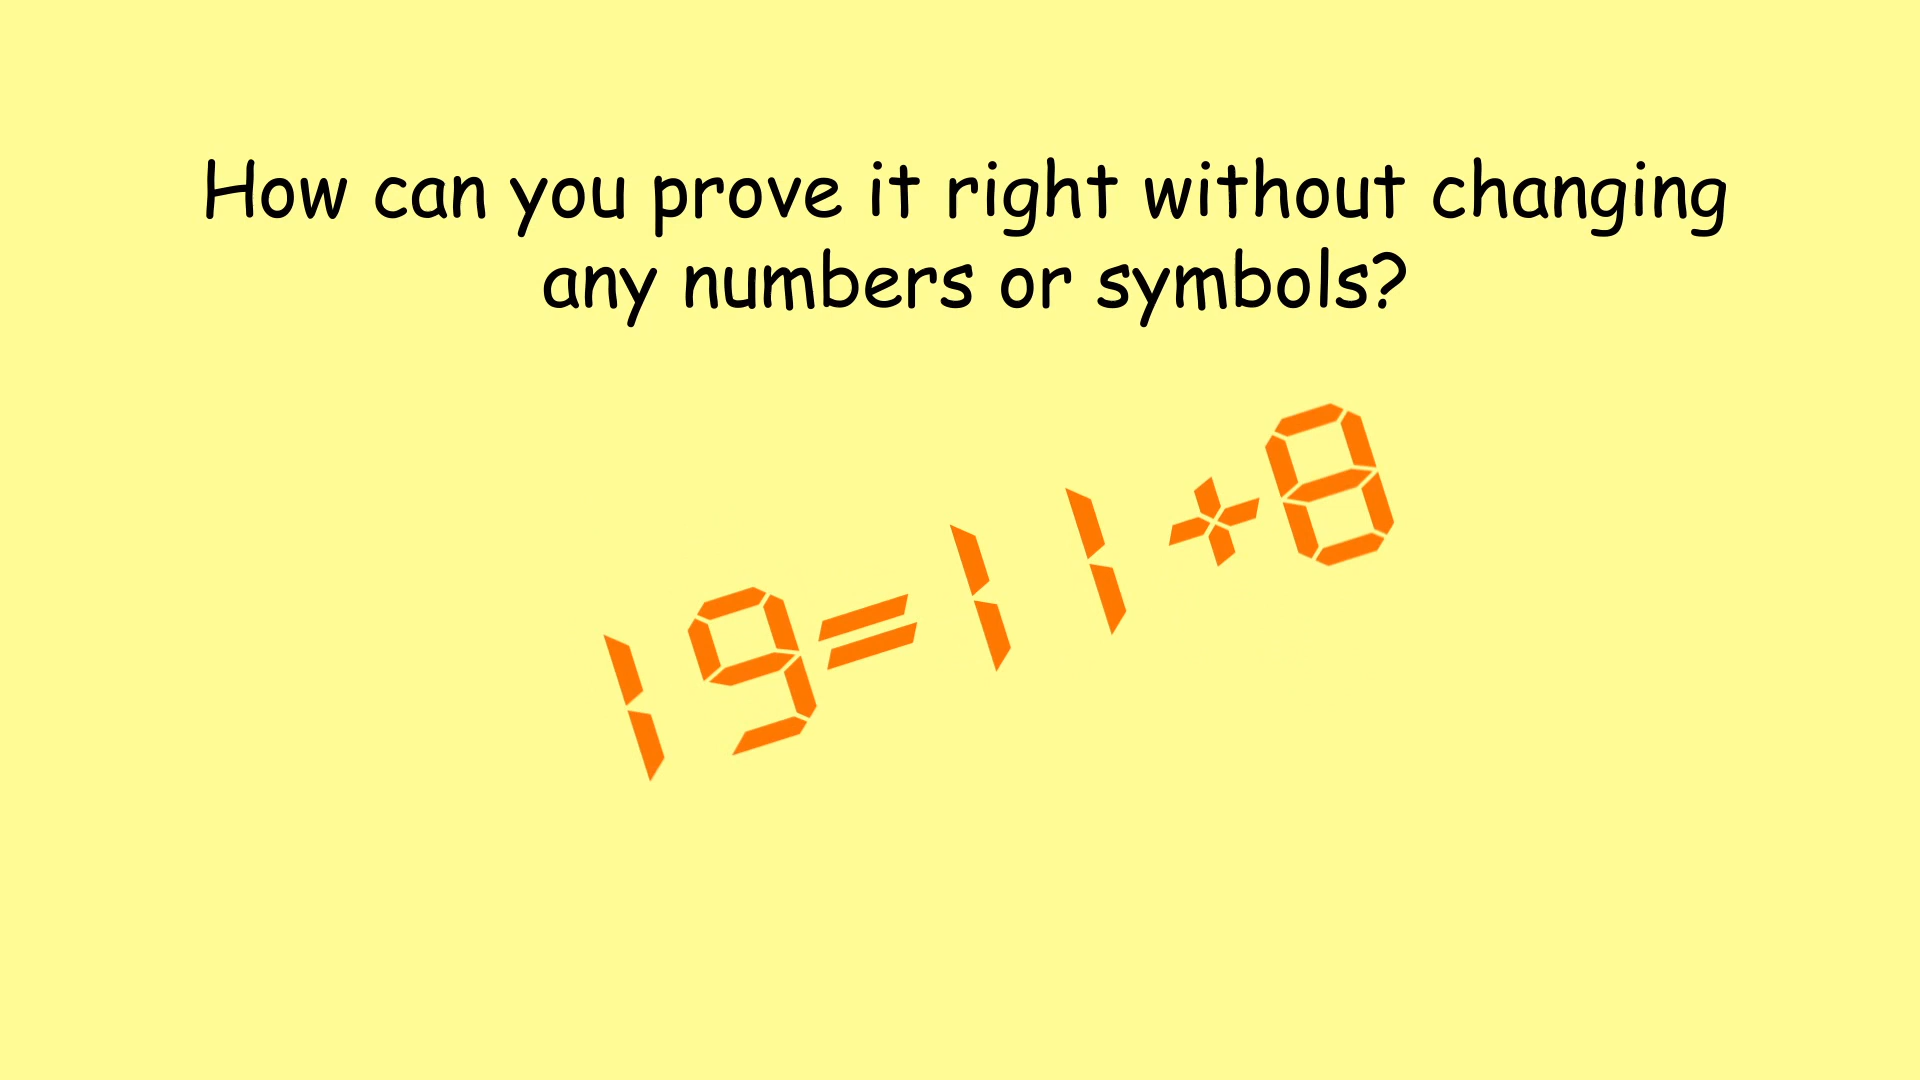 How can you prove it right without changing
any numbers or symbols?
19=11+8